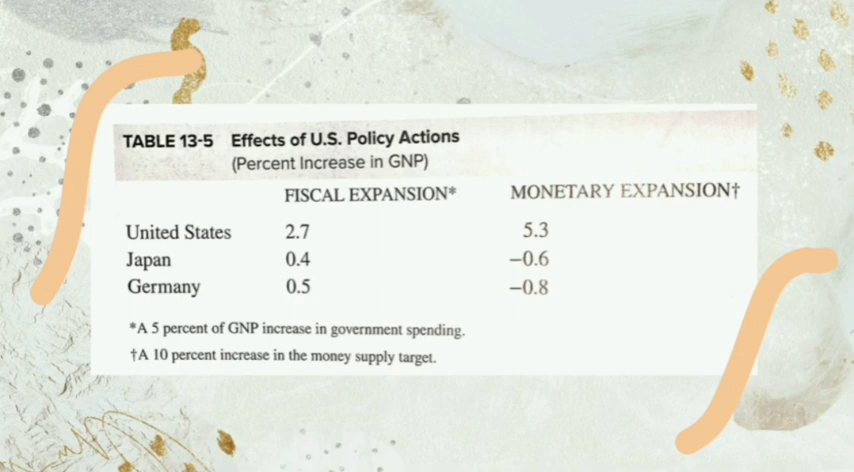 TABLE 13-5 Effects of U.S. Policy Actions
(Percent Increase in GNP)
FISCAL EXPANSION* MONETARY EXPANSION†
United States 2.7 5.3
Japan 0.4 −0.6
Germany 0.5 −0.8
*A 5 percent of GNP increase in government spending.
†A 10 percent increase in the money supply target.